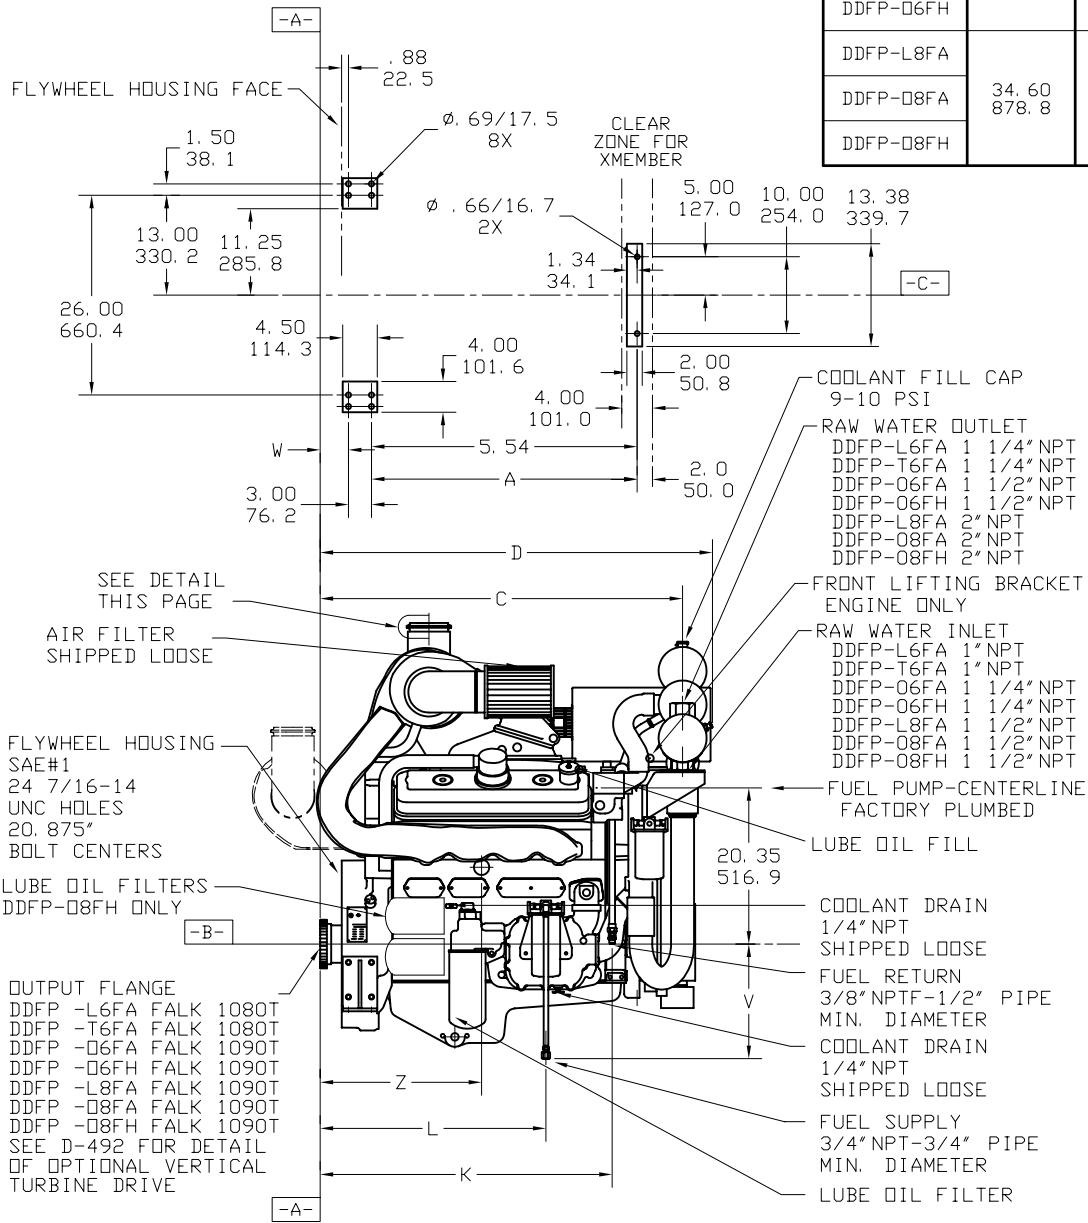 -A-
DDFP-06FH
DDFP-L8FA
DDFP-08FA
DDFP-08FH
34.60
878.8
.88
22.5
FLYWHEEL HOUSING FACE
1.50
38.1
Ø.69/17.5
8X
CLEAR
ZONE FOR
XMEMBER
5.00
127.0
10.00
254.0
13.38
339.7
Ø .66/16.7
2X
13.00
330.2
11.25
285.8
1.34
34.1
-C-
26.00
660.4
4.50
114.3
4.00
101.6
2.00
50.8
4.00
101.0
COOLANT FILL CAP
9-10 PSI
RAW WATER OUTLET
DDFP-L6FA 1 1/4"NPT
DDFP-T6FA 1 1/4"NPT
DDFP-06FA 1 1/2"NPT
DDFP-06FH 1 1/2"NPT
DDFP-L8FA 2"NPT
DDFP-08FA 2"NPT
DDFP-08FH 2"NPT
W
5.54
A
2.0
50.0
3.00
76.2
D
C
SEE DETAIL
THIS PAGE
AIR FILTER
SHIPPED LOOSE
FRONT LIFTING BRACKET
ENGINE ONLY
RAW WATER INLET
DDFP-L6FA 1"NPT
DDFP-T6FA 1"NPT
DDFP-06FA 1 1/4"NPT
DDFP-06FH 1 1/4"NPT
DDFP-L8FA 1 1/2"NPT
DDFP-08FA 1 1/2"NPT
DDFP-08FH 1 1/2"NPT
FLYWHEEL HOUSING
SAE#1
24 7/16-14
UNC HOLES
20.875"
BOLT CENTERS
FUEL PUMP-CENTERLINE
FACTORY PLUMBED
LUBE OIL FILL
20.35
516.9
LUBE OIL FILTERS
DDFP-08FH ONLY
-B-
COOLANT DRAIN
1/4"NPT
SHIPPED LOOSE
FUEL RETURN
3/8"NPTF-1/2" PIPE
MIN. DIAMETER
V
COOLANT DRAIN
1/4"NPT
SHIPPED LOOSE
OUTPUT FLANGE
DDFP -L6FA FALK 1080T
DDFP -T6FA FALK 1080T
DDFP -06FA FALK 1090T
DDFP -06FH FALK 1090T
DDFP -L8FA FALK 1090T
DDFP -08FA FALK 1090T
DDFP -08FH FALK 1090T
SEE D-492 FOR DETAIL
OF OPTIONAL VERTICAL
TURBINE DRIVE
Z
L
K
FUEL SUPPLY
3/4"NPT-3/4" PIPE
MIN. DIAMETER
LUBE OIL FILTER
-A-